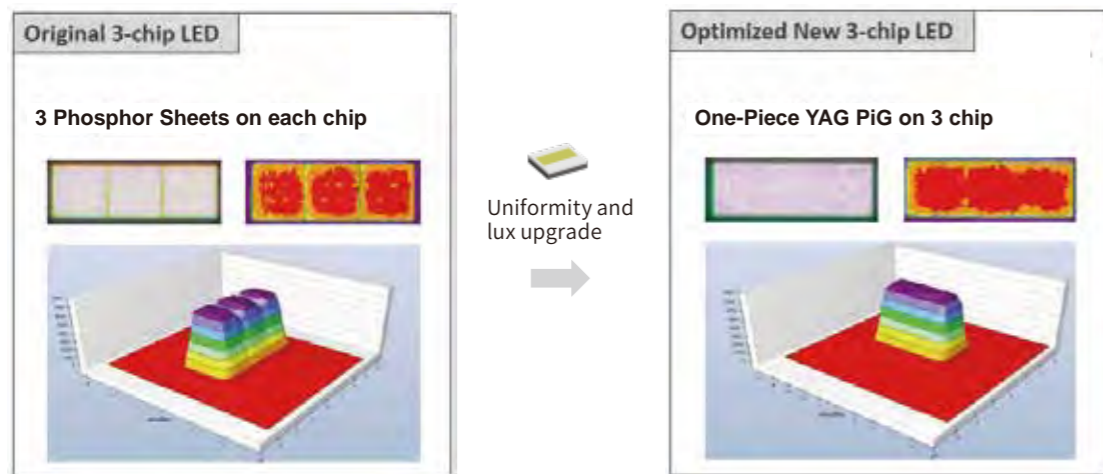 Original 3-chip LED
3 Phosphor Sheets on each chip
Uniformity and
lux upgrade
Optimized New 3-chip LED
One-Piece YAG PiG on 3 chip